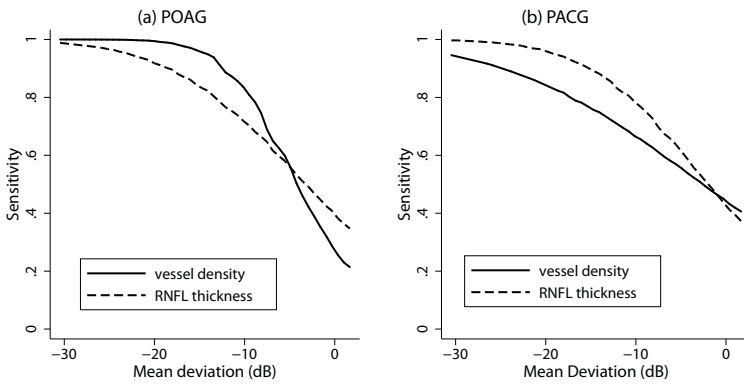 (a) POAG
Sensitivity
1
.8
.6
.4
.2
0
vessel density
RNFL thickness
−30
−20
−10
0
Mean deviation (dB)
(b) PACG
Sensitivity
1
.8
.6
.4
.2
0
vessel density
RNFL thickness
−30
−20
−10
0
Mean Deviation (dB)